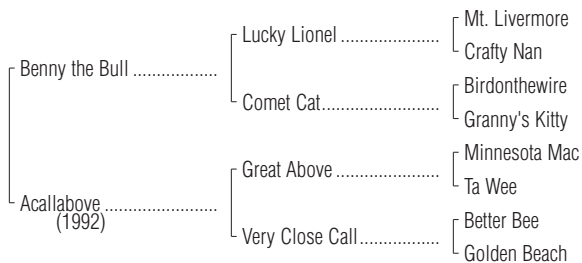 Mt. Livermore
Lucky Lionel ...................
Crafty Nan
Benny the Bull .................
Birdonthewire
Comet Cat.......................
Granny's Kitty
Minnesota Mac
Great Above ....................
Ta Wee
Acallabove ......................
(1992)
Better Bee
Very Close Call................
Golden Beach